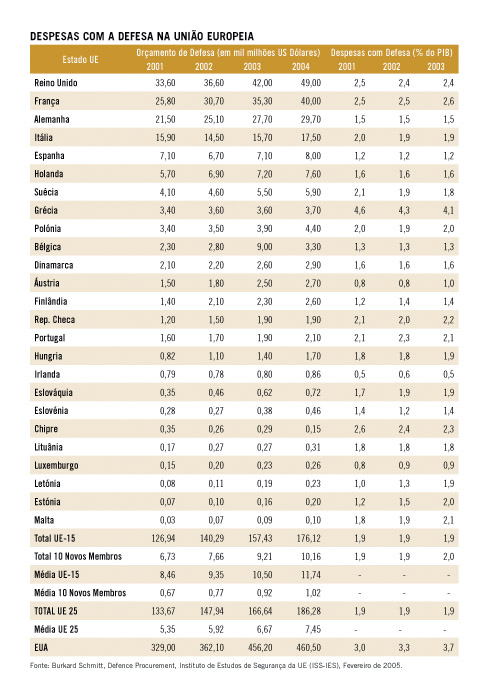 DESPESAS COM A DEFESA NA UNIÃO EUROPEIA
Estado UE Orçamento de Defesa (em mil milhões US Dólares) Despesas com Defesa (% do PIB)
2001 2002 2003 2004 2001 2002 2003
Reino Unido 33,60 36,60 42,00 49,00 2,5 2,4 2,4
França 25,80 30,70 35,30 40,00 2,5 2,5 2,6
Alemanha 21,50 25,10 27,70 29,70 1,5 1,5 1,5
Itália 15,90 14,50 15,70 17,50 2,0 1,9 1,9
Espanha 7,10 6,70 7,10 8,00 1,2 1,2 1,2
Holanda 5,70 6,90 7,20 7,60 1,6 1,6 1,6
Suécia 4,10 4,60 5,50 5,90 2,1 1,9 1,8
Grécia 3,40 3,60 3,60 3,70 4,6 4,3 4,1
Polónia 3,40 3,50 3,90 4,40 2,0 1,9 2,0
Bélgica 2,30 2,80 9,00 3,30 1,3 1,3 1,3
Dinamarca 2,10 2,20 2,60 2,90 1,6 1,6 1,6
Áustria 1,50 1,80 2,50 2,70 0,8 0,8 1,0
Finlândia 1,40 2,10 2,30 2,60 1,2 1,4 1,4
Rep. Checa 1,20 1,50 1,90 1,90 2,1 2,0 2,2
Portugal 1,60 1,70 1,90 2,10 2,1 2,3 2,1
Hungria 0,82 1,10 1,40 1,70 1,8 1,8 1,9
Irlanda 0,79 0,78 0,80 0,86 0,5 0,6 0,5
Eslováquia 0,35 0,46 0,62 0,72 1,7 1,9 1,9
Eslovénia 0,28 0,27 0,38 0,46 1,4 1,2 1,4
Chipre 0,35 0,26 0,29 0,15 2,6 2,4 2,3
Lituânia 0,17 0,27 0,27 0,31 1,8 1,8 1,8
Luxemburgo 0,15 0,20 0,23 0,26 0,8 0,9 0,9
Letónia 0,08 0,11 0,19 0,23 1,0 1,3 1,9
Estónia 0,07 0,10 0,16 0,20 1,2 1,5 2,0
Malta 0,03 0,07 0,09 0,10 1,8 1,9 2,1
Total UE-15 126,94 140,29 157,43 176,12 1,9 1,9 1,9
Total 10 Novos Membros 6,73 7,66 9,21 10,16 1,9 1,9 2,0
Média UE-15 8,46 9,35 10,50 11,74 - - -
Média 10 Novos Membros 0,67 0,77 0,92 1,02 - - -
TOTAL UE 25 133,67 147,94 166,64 186,28 1,9 1,9 1,9
Média UE 25 5,35 5,92 6,67 7,45 - - -
EUA 329,00 362,10 456,20 460,50 3,0 3,3 3,7
Fonte: Burkard Schmitt, Defence Procurement, Instituto de Estudos de Segurança da UE (ISS-IES), Fevereiro de 2005.